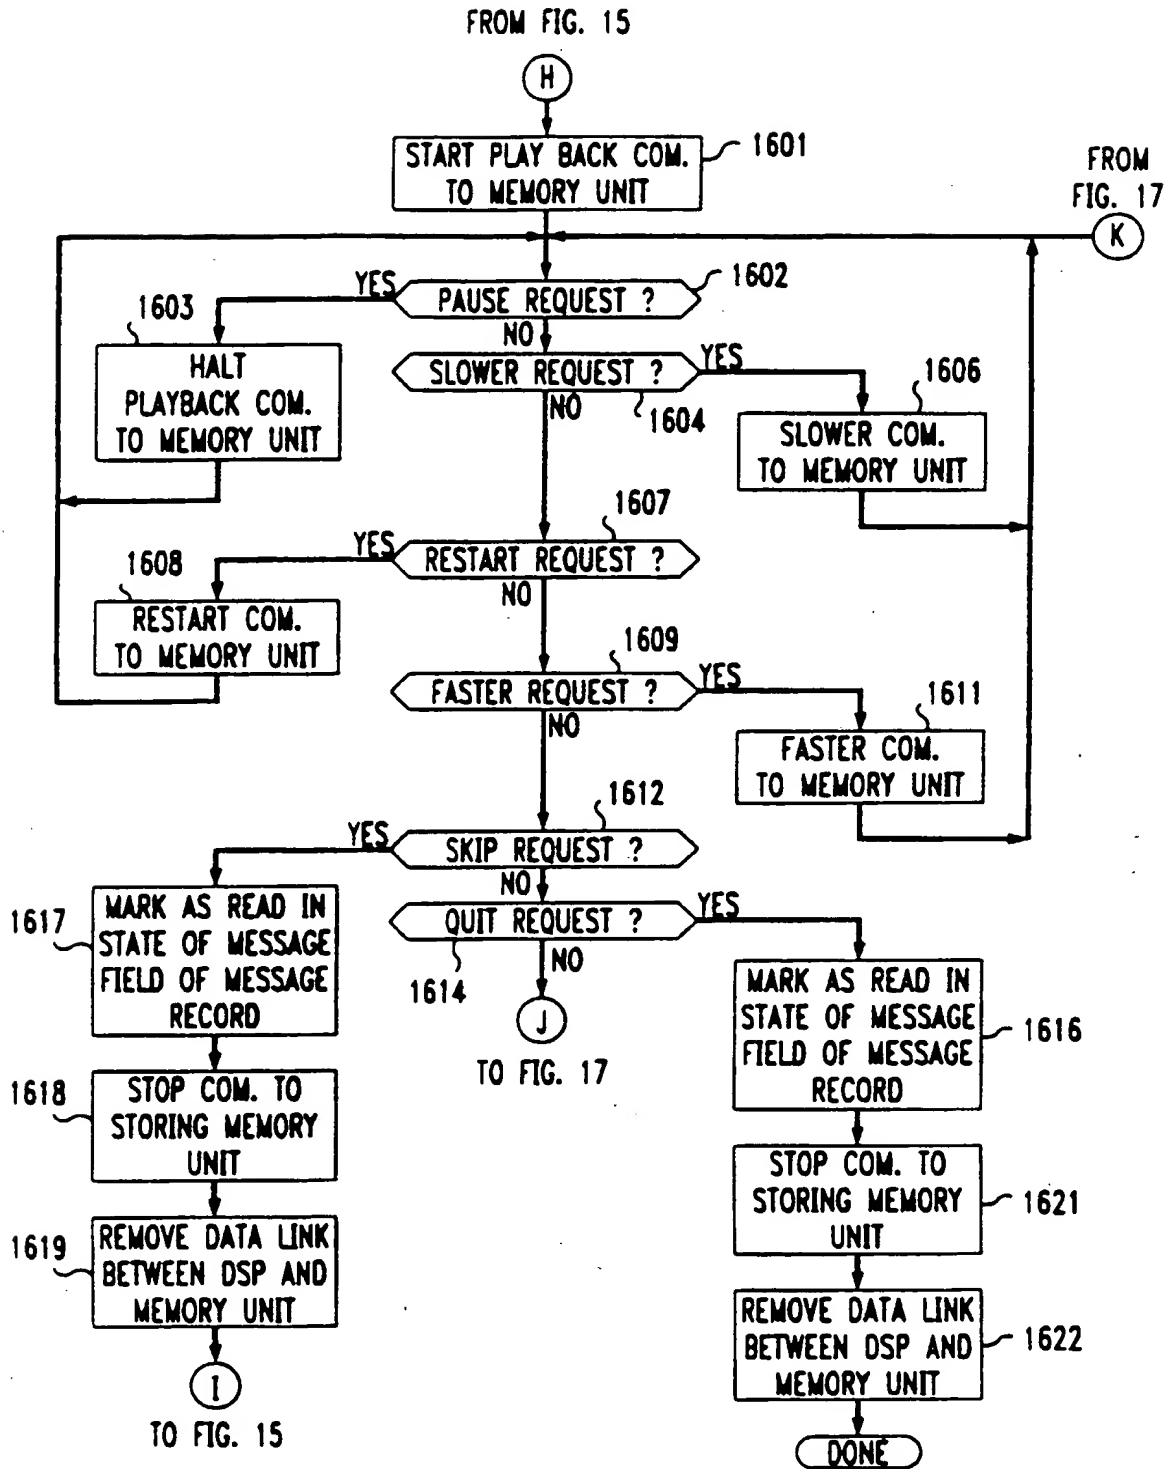 FROM FIG. 15
H
START PLAY BACK COM.
TO MEMORY UNIT
1601
FROM
FIG. 17
K
PAUSE REQUEST ?
1602
YES
NO
1603
HALT
PLAYBACK COM.
TO MEMORY UNIT
SLOWER REQUEST ?
YES
NO
1604
1606
SLOWER COM.
TO MEMORY UNIT
1607
RESTART REQUEST ?
YES
NO
1608
RESTART COM.
TO MEMORY UNIT
1609
FASTER REQUEST ?
YES
NO
1611
FASTER COM.
TO MEMORY UNIT
1612
SKIP REQUEST ?
YES
NO
QUIT REQUEST ?
YES
NO
1614
J
TO FIG. 17
1617
MARK AS READ IN
STATE OF MESSAGE
FIELD OF MESSAGE
RECORD
1618
STOP COM. TO
STORING MEMORY
UNIT
1619
REMOVE DATA LINK
BETWEEN DSP AND
MEMORY UNIT
I
TO FIG. 15
MARK AS READ IN
STATE OF MESSAGE
FIELD OF MESSAGE
RECORD
1616
STOP COM. TO
STORING MEMORY
UNIT
1621
REMOVE DATA LINK
BETWEEN DSP AND
MEMORY UNIT
1622
DONE